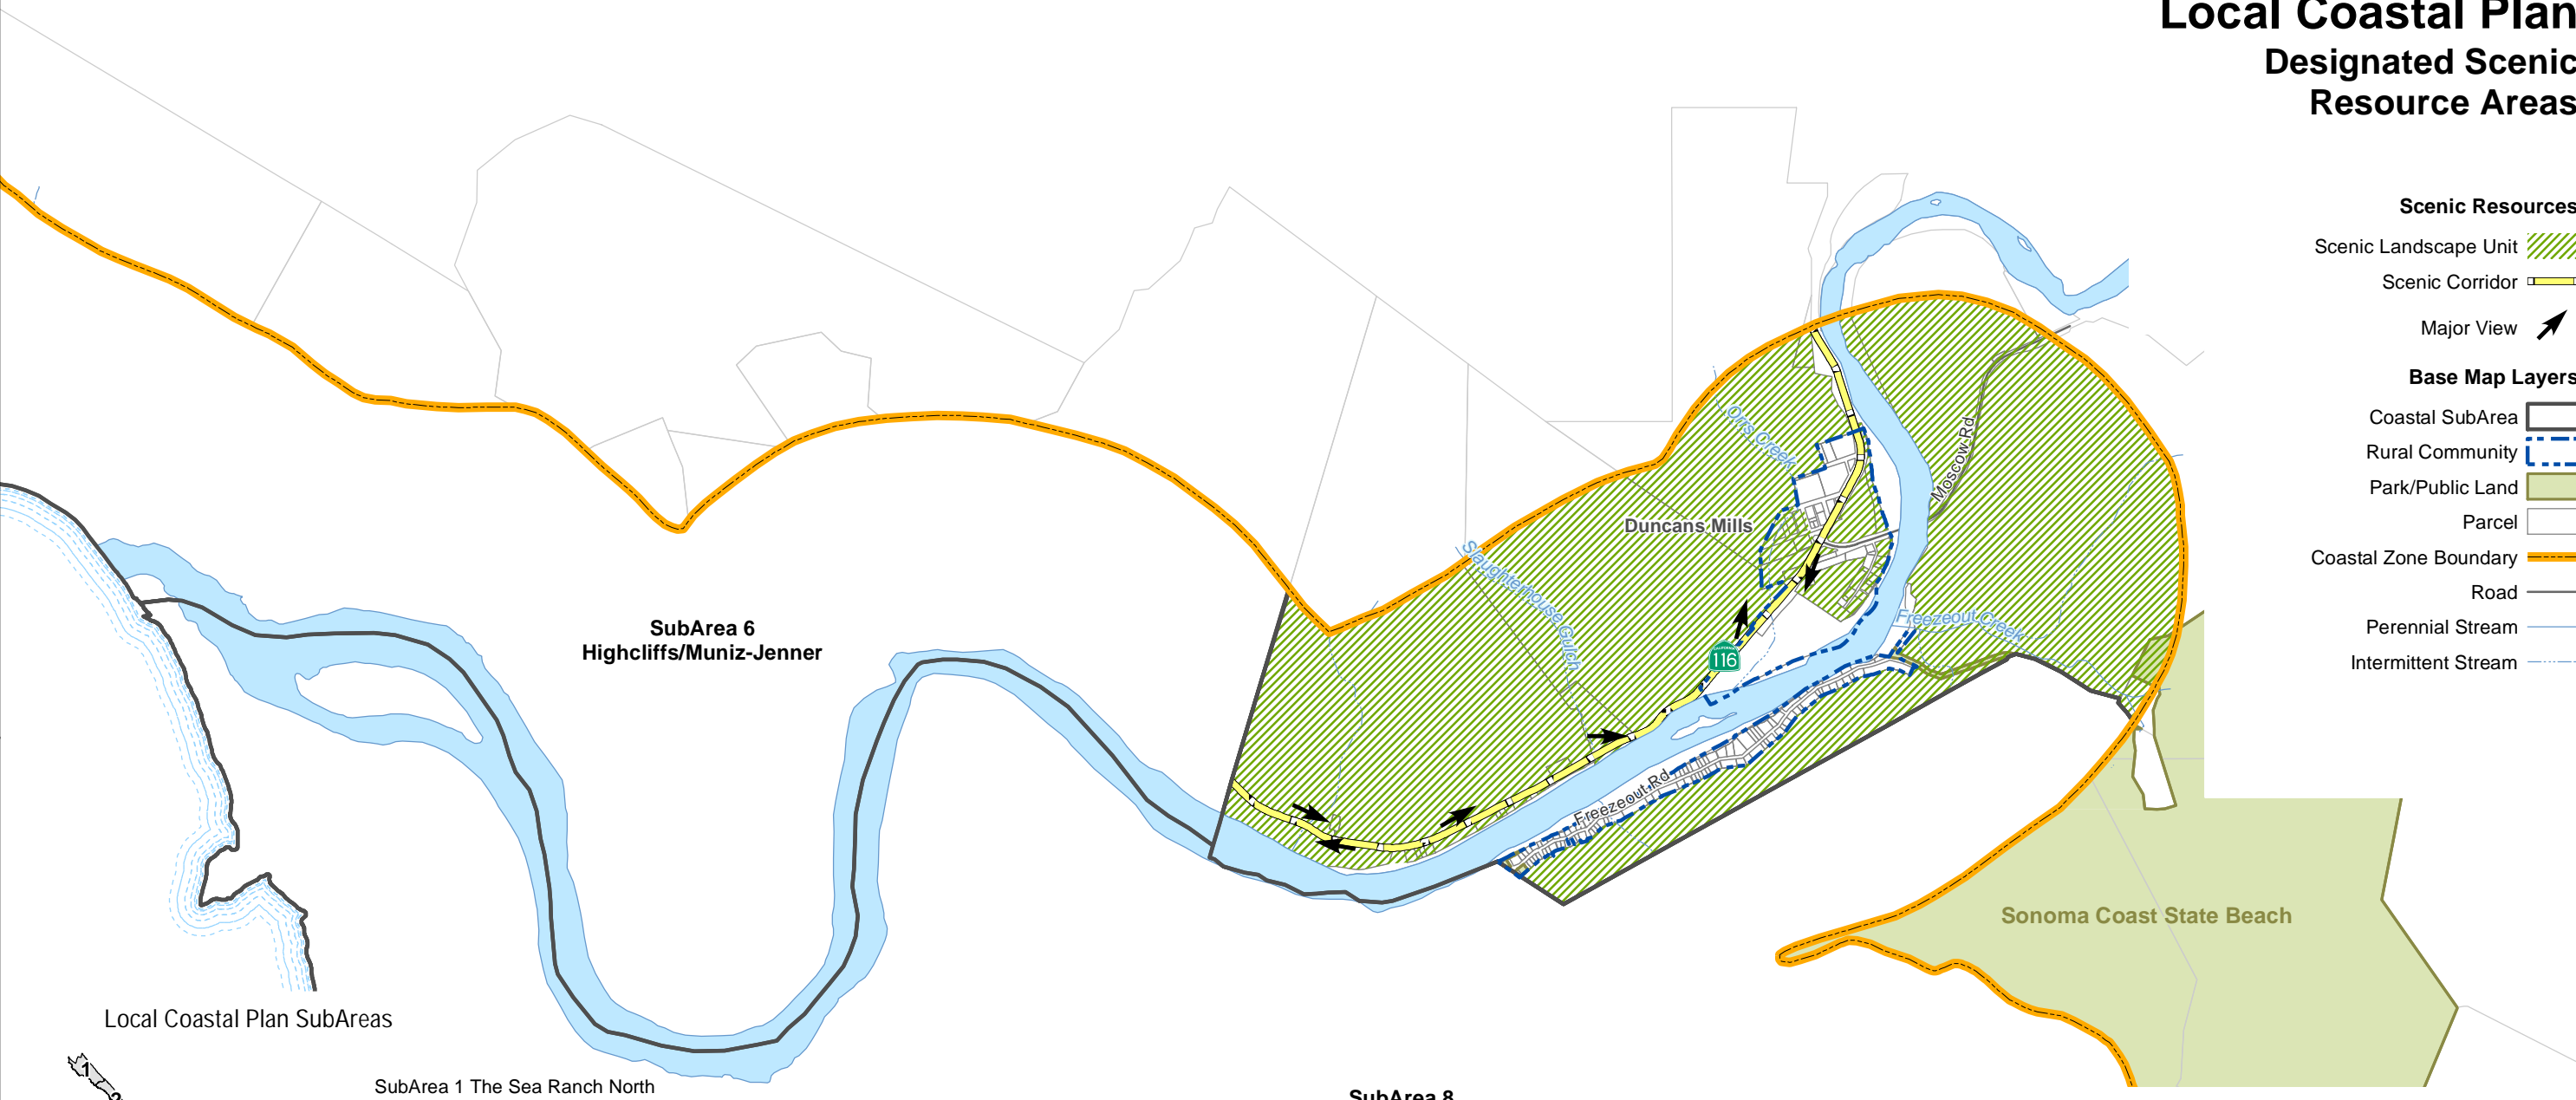 Local Coastal Plan
Designated Scenic
Resource Areas
Scenic Resources
Scenic Landscape Unit
Scenic Corridor
Major View
Base Map Layers
Coastal SubArea
Rural Community
Park/Public Land
Parcel
Coastal Zone Boundary
Road
Perennial Stream
Intermittent Stream
Orrs Creek
Moscow Rd
Duncans Mills
Slaughterhouse Gulch
Freezeout Creek
116
SubArea 6
Highcliffs/Muniz-Jenner
Freezeout Rd
Sonoma Coast State Beach
Local Coastal Plan SubAreas
1
2
SubArea 1 The Sea Ranch North
SubArea 8